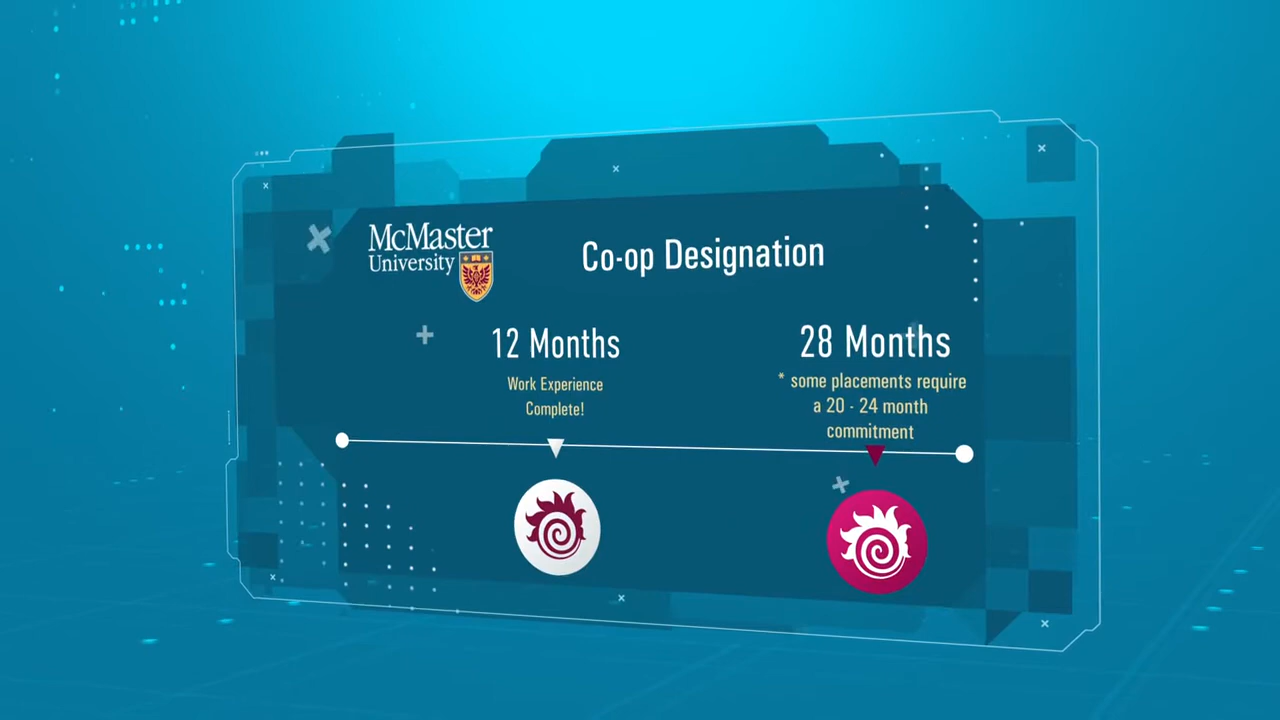 McMaster
University
Co-op Designation
12 Months
Work Experience
Complete!
28 Months
* some placements require
a 20 - 24 month
commitment